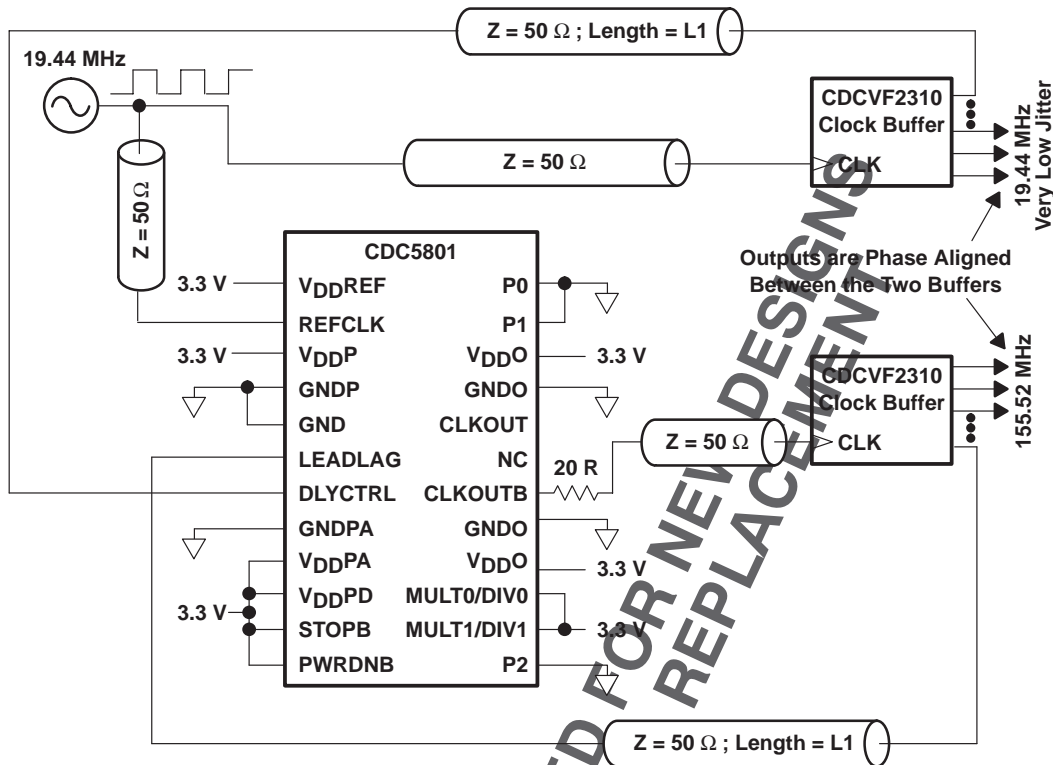 Z = 50 Ω ; Length = L1
19.44 MHz
CDCVF2310
Clock Buffer
CLK
19.44 MHz
Very Low Jitter
Z = 50 Ω
Z = 50 Ω
Outputs are Phase Aligned
Between the Two Buffers
CDC5801
3.3 V
VDDREF
P0
REFCLK
P1
3.3 V
VDDP
VDDO
3.3 V
GNDP
GNDO
GND
CLKOUT
LEADLAG
NC
DLYCTRL
CLKOUTB
20 R
Z = 50 Ω
CDCVF2310
Clock Buffer
CLK
155.52 MHz
GNDPA
GNDO
VDDPA
VDDO
3.3 V
VDDPD
MULT0/DIV0
3.3 V
STOPB
MULT1/DIV1
3.3 V
PWRDNB
P2
Z = 50 Ω ; Length = L1
ED FOR NEW DESIGNS
REPLACEMENT